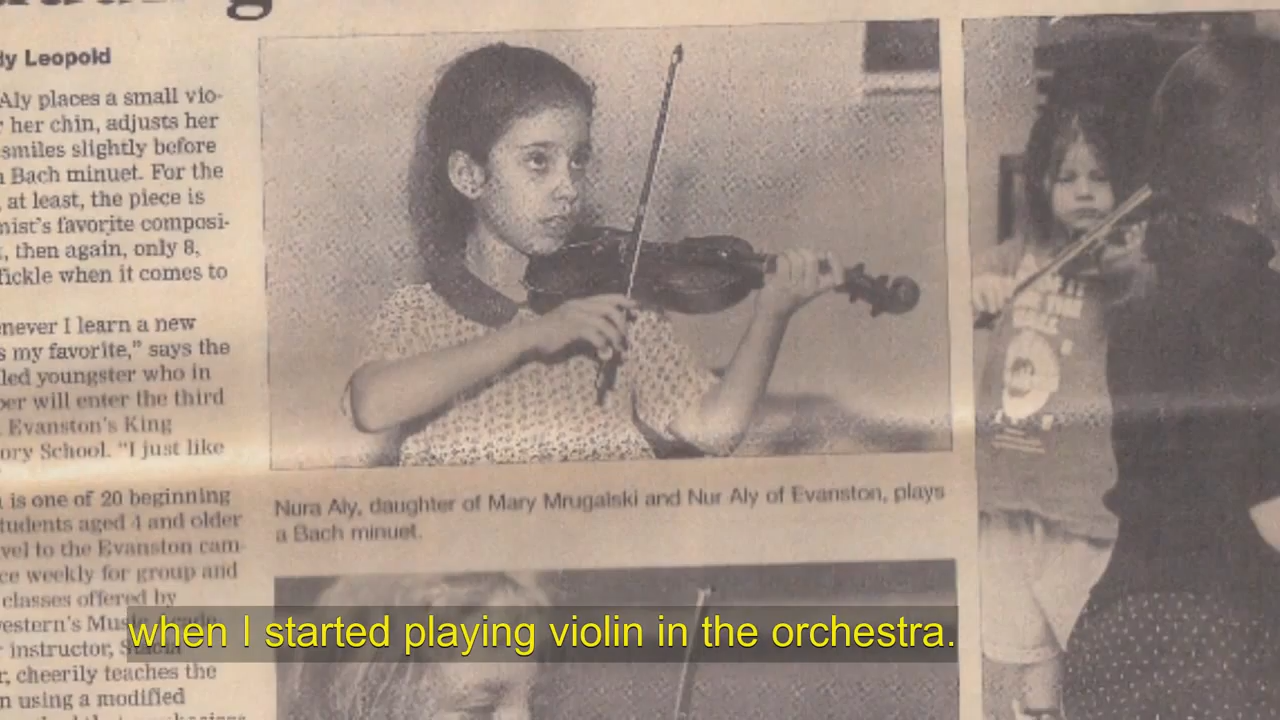 dy Leopold
Aly places a small vio-
her chin, adjusts her
smiles slightly before
a Bach minuet. For the
, at least, the piece is
nist's favorite composi-
, then again, only 8,
fickle when it comes to
never I learn a new
s my favorite," says the
led youngster who in
ber will enter the third
Evanston's King
ory School. "I just like
is one of 20 beginning
tudents aged 4 and older
vel to the Evanston cam-
ce weekly for group and
classes offered by
estern's Music
instructor,
r, cheerily teaches the
n using a modified
Nura Aly, daughter of Mary Mrugalski and Nur Aly of Evanston, plays
a Bach minuet.
when I started playing violin in the orchestra.